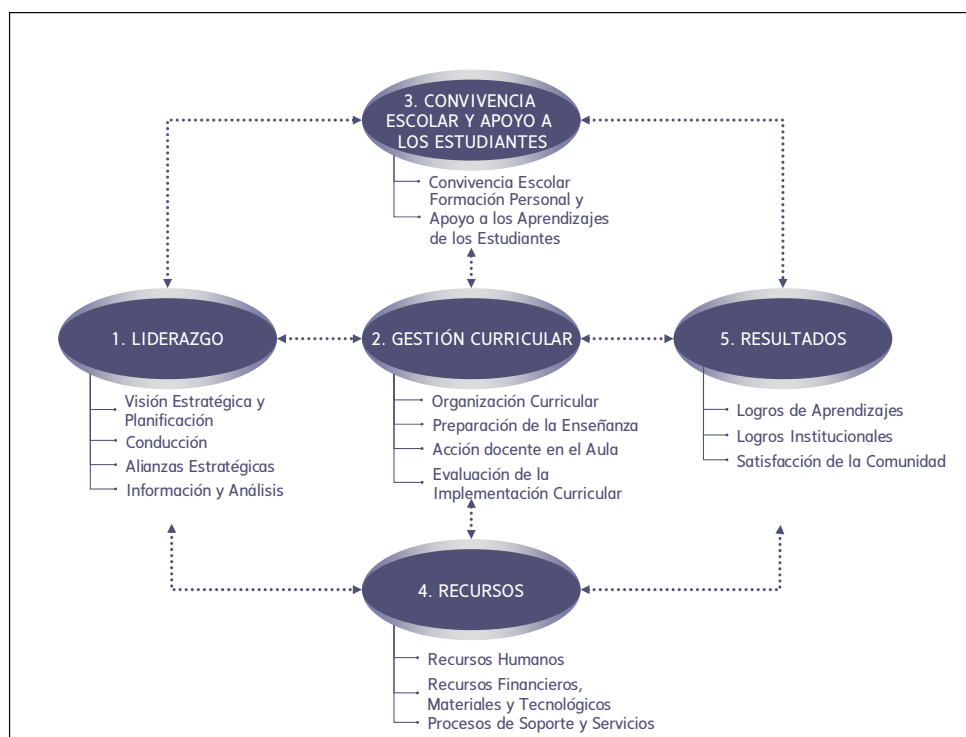 3. CONVIVENCIA
ESCOLAR Y APOYO A
LOS ESTUDIANTES
Convivencia Escolar
Formación Personal y
Apoyo a los Aprendizajes
de los Estudiantes
1. LIDERAZGO
Visión Estratégica y
Planificación
Conducción
Alianzas Estratégicas
Información y Análisis
2. GESTIÓN CURRICULAR
Organización Curricular
Preparación de la Enseñanza
Acción docente en el Aula
Evaluación de la
Implementación Curricular
5. RESULTADOS
Logros de Aprendizajes
Logros Institucionales
Satisfacción de la Comunidad
4. RECURSOS
Recursos Humanos
Recursos Financieros,
Materiales y Tecnológicos
Procesos de Soporte y Servicios